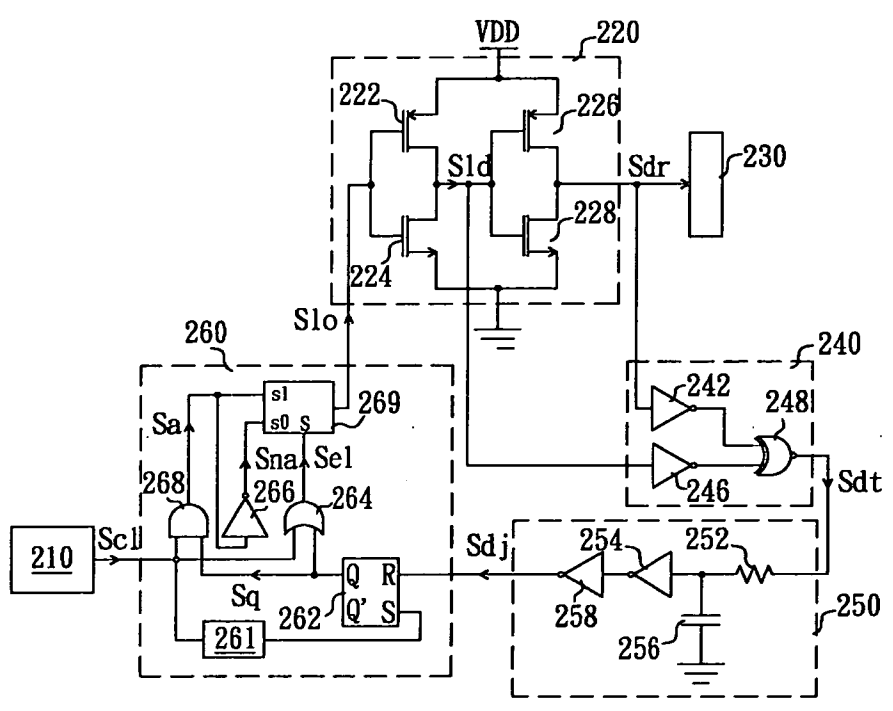 VDD
220
222
226
230
Sld
Sdr
228
224
Slo
260
240
s1
269
242
248
Sa
s0
S
Sna
Sel
268
266
264
246
Sdt
210
Scl
Sdj
254
252
Q
R
Sq
262
Q'
S
258
250
261
256